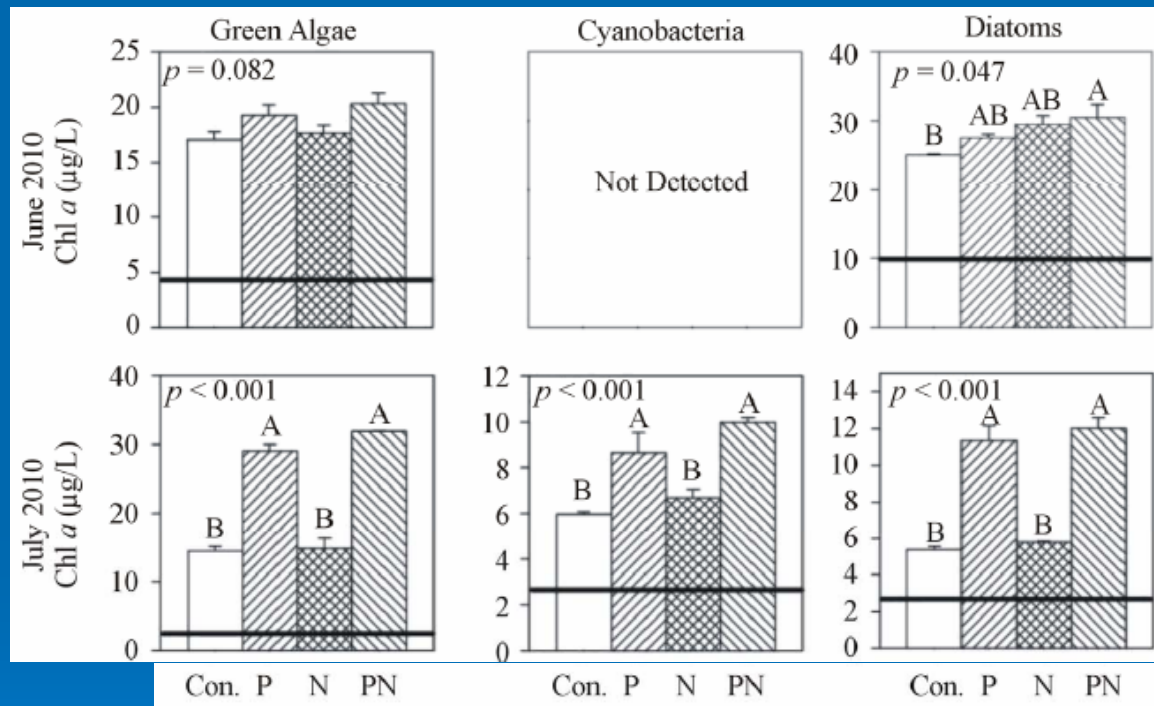 Green Algae
Cyanobacteria
Diatoms
June 2010
Chl a (µg/L)
25
20
15
10
5
0
p = 0.082
Not Detected
40
30
20
10
0
p = 0.047
B
AB
AB
A
July 2010
Chl a (µg/L)
40
30
20
10
0
p < 0.001
B
A
B
A
12
10
8
6
4
2
0
p < 0.001
B
A
B
A
14
12
10
8
6
4
2
0
p < 0.001
B
A
B
A
Con. P N PN
Con. P N PN
Con. P N PN